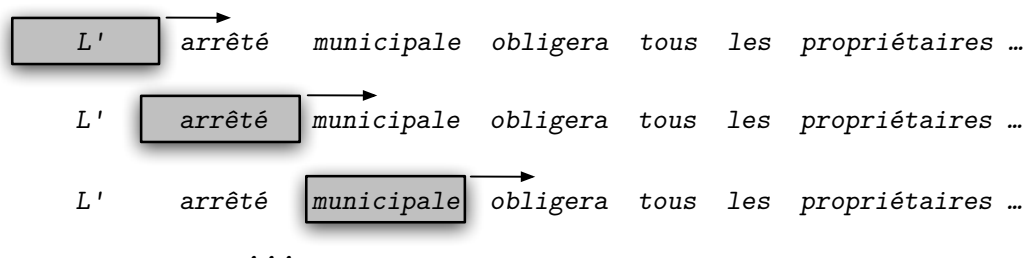 L' arrêté municipale obligera tous les propriétaires …
L' arrêté municipale obligera tous les propriétaires …
L' arrêté municipale obligera tous les propriétaires …
...